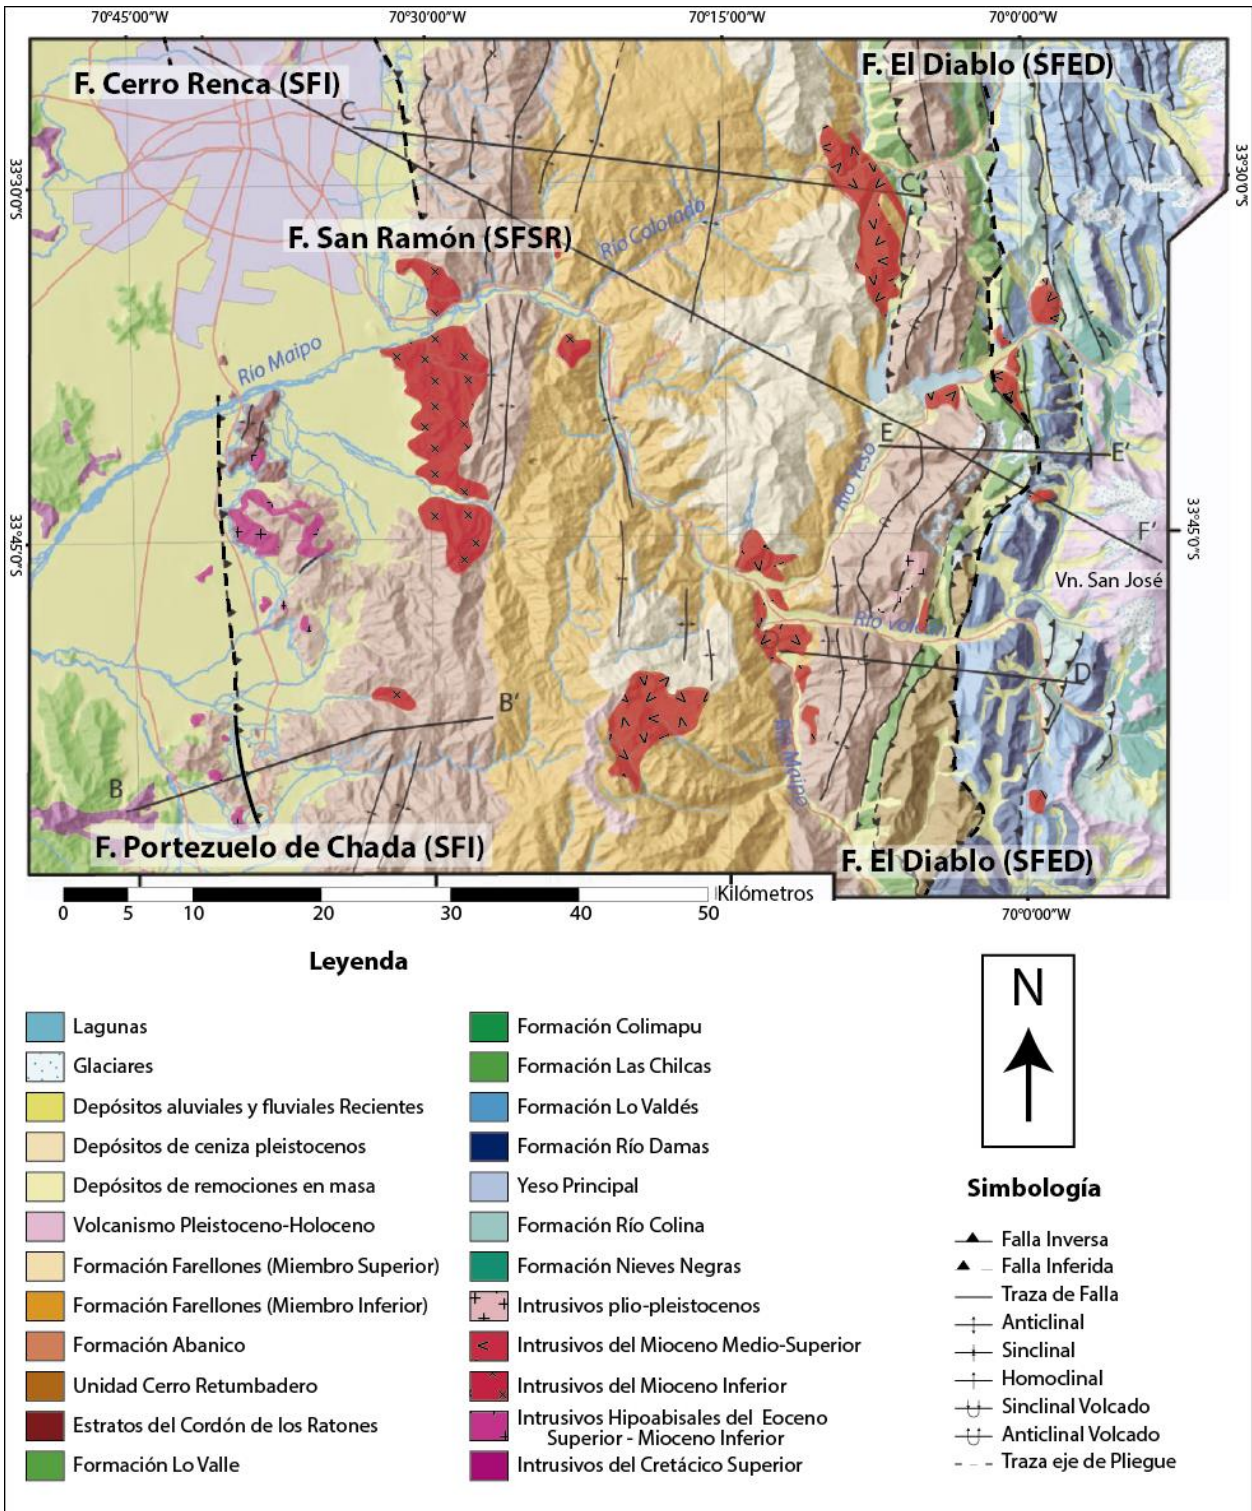 70°45'00"W 70°30'00"W 70°15'00"W 70°0'00"W
F. Cerro Renca (SFI)
F. El Diablo (SFED)
C
33°30'0"S
33°30'0"S
C'
F. San Ramón (SFSR)
Río Colorado
Río Maipo
E
E'
Río Yeso
33°45'0"S
33°45'0"S
F'
Vn. San José
Río volcán
D
B'
Río Maipo
B
F. Portezuelo de Chada (SFI)
F. El Diablo (SFED)
Kilómetros
0 5 10 20 30 40 50
70°0'00"W
Leyenda
N
Lagunas
Glaciares
Depósitos aluviales y fluviales Recientes
Depósitos de ceniza pleistocenos
Depósitos de remociones en masa
Volcanismo Pleistoceno-Holoceno
Formación Farellones (Miembro Superior)
Formación Farellones (Miembro Inferior)
Formación Abanico
Unidad Cerro Retumbadero
Estratos del Cordón de los Ratones
Formación Lo Valle
Formación Colimapu
Formación Las Chilcas
Formación Lo Valdés
Formación Río Damas
Yeso Principal
Formación Río Colina
Formación Nieves Negras
Intrusivos plio-pleistocenos
Intrusivos del Mioceno Medio-Superior
Intrusivos del Mioceno Inferior
Intrusivos Hipoabisales del Eoceno
Superior - Mioceno Inferior
Intrusivos del Cretácico Superior
Simbología
Falla Inversa
Falla Inferida
Traza de Falla
Anticlinal
Sinclinal
Homoclinal
Sinclinal Volcado
Anticlinal Volcado
Traza eje de Pliegue